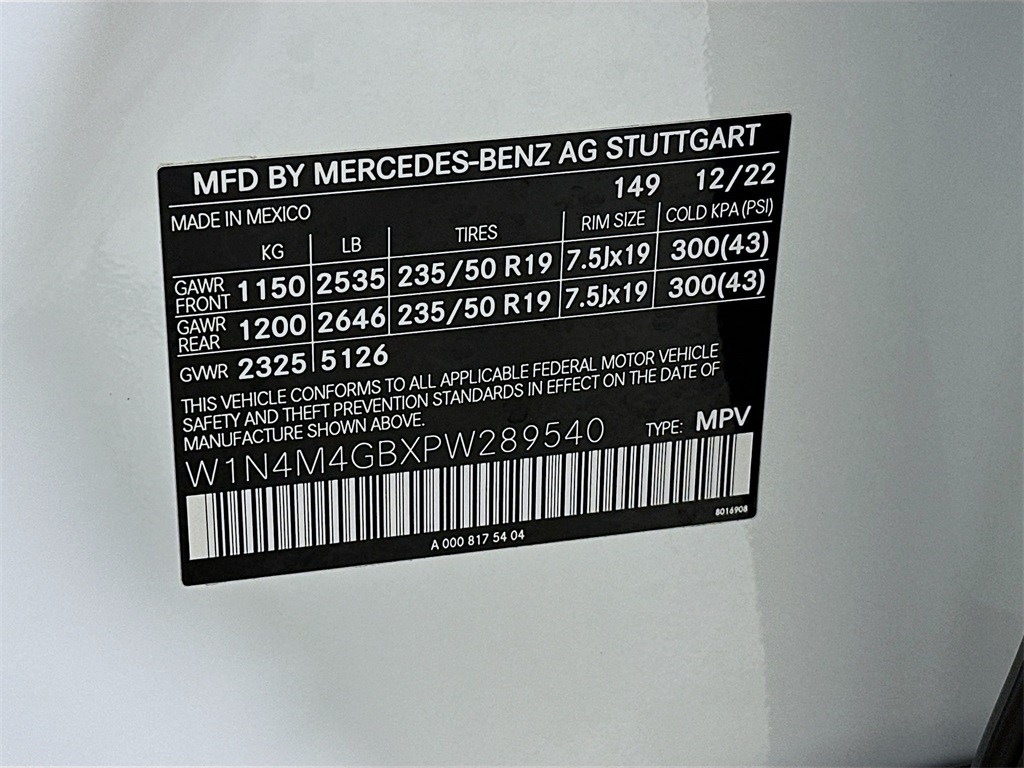 MFD BY MERCEDES-BENZ AG STUTTGART
149 12/22
MADE IN MEXICO
KG LB TIRES RIM SIZE COLD KPA (PSI)
GAWR FRONT 1150 2535 235/50 R19 7.5Jx19 300(43)
GAWR REAR 1200 2646 235/50 R19 7.5Jx19 300(43)
GVWR 2325 5126
THIS VEHICLE CONFORMS TO ALL APPLICABLE FEDERAL MOTOR VEHICLE
SAFETY AND THEFT PREVENTION STANDARDS IN EFFECT ON THE DATE OF
MANUFACTURE SHOWN ABOVE.
W1N4M4GBXPW289540 TYPE: MPV
8016908
A 000 817 54 04